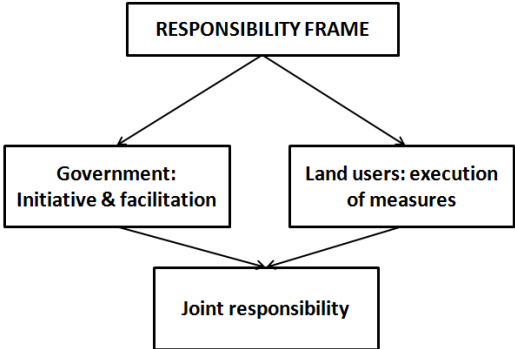 RESPONSIBILITY FRAME
Government:
Initiative & facilitation
Land users: execution
of measures
Joint responsibility